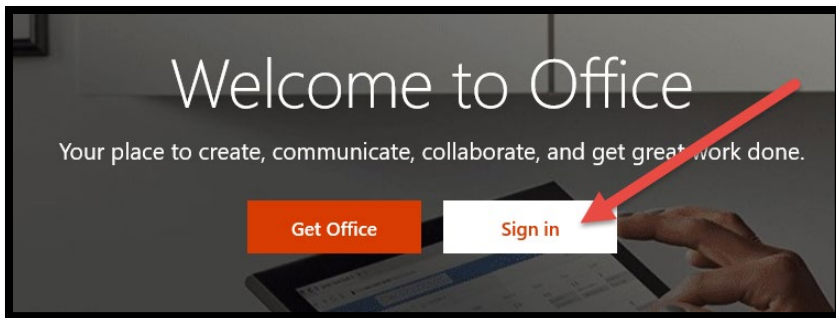 Welcome to Office
Your place to create, communicate, collaborate, and get great work done.
Get Office
Sign in